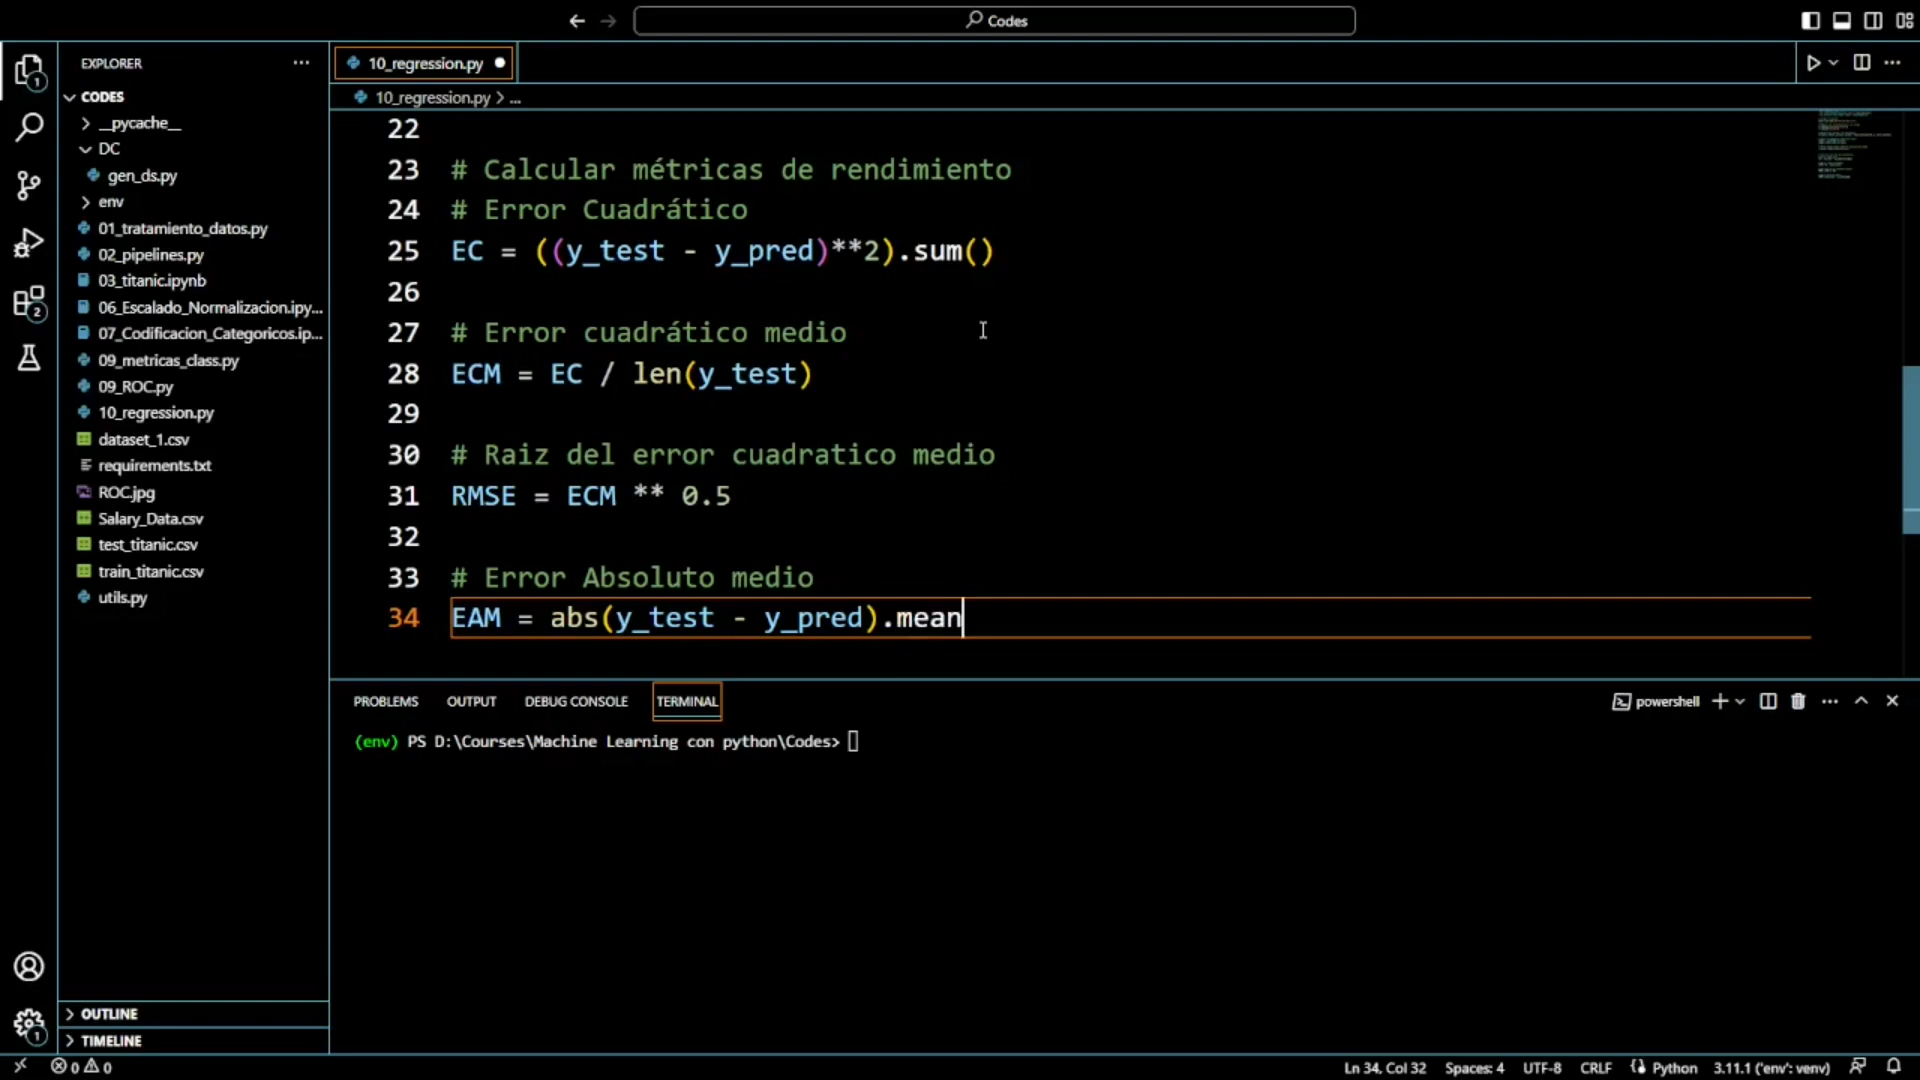 Codes
EXPLORER
10_regression.py
1
CODES
10_regression.py > ...
__pycache__
DC
gen_ds.py
env
01_tratamiento_datos.py
02_pipelines.py
03_titanic.ipynb
06_Escalado_Normalizacion.ipy...
07_Codificacion_Categoricos.ip...
09_metricas_class.py
09_ROC.py
10_regression.py
dataset_1.csv
requirements.txt
ROC.jpg
Salary_Data.csv
test_titanic.csv
train_titanic.csv
utils.py
2
22
23 # Calcular métricas de rendimiento
24 # Error Cuadrático
25 EC = ((y_test - y_pred)**2).sum()
26
27 # Error cuadrático medio
28 ECM = EC / len(y_test)
29
30 # Raiz del error cuadratico medio
31 RMSE = ECM ** 0.5
32
33 # Error Absoluto medio
34 EAM = abs(y_test - y_pred).mean
PROBLEMS OUTPUT DEBUG CONSOLE TERMINAL powershell
(env) PS D:\Courses\Machine Learning con python\Codes>
OUTLINE
1
TIMELINE
0 0 Ln 34, Col 32 Spaces: 4 UTF-8 CRLF Python 3.11.1 ('env': venv)